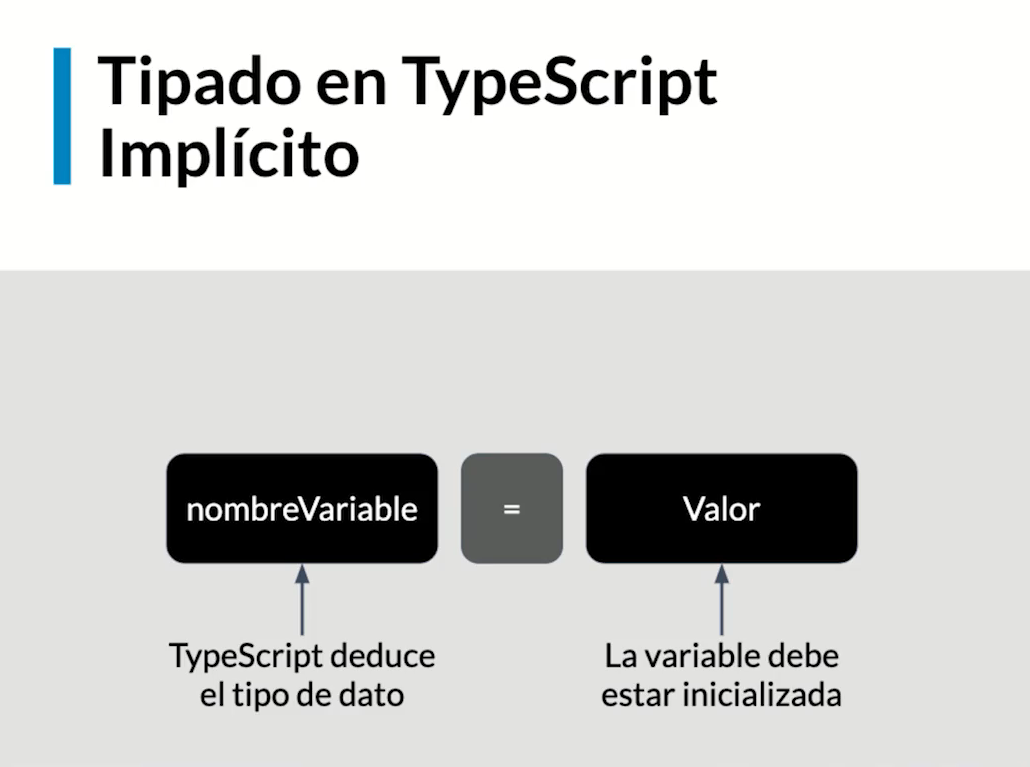 Tipado en TypeScript
Implícito
nombreVariable
=
Valor
TypeScript deduce
el tipo de dato
La variable debe
estar inicializada